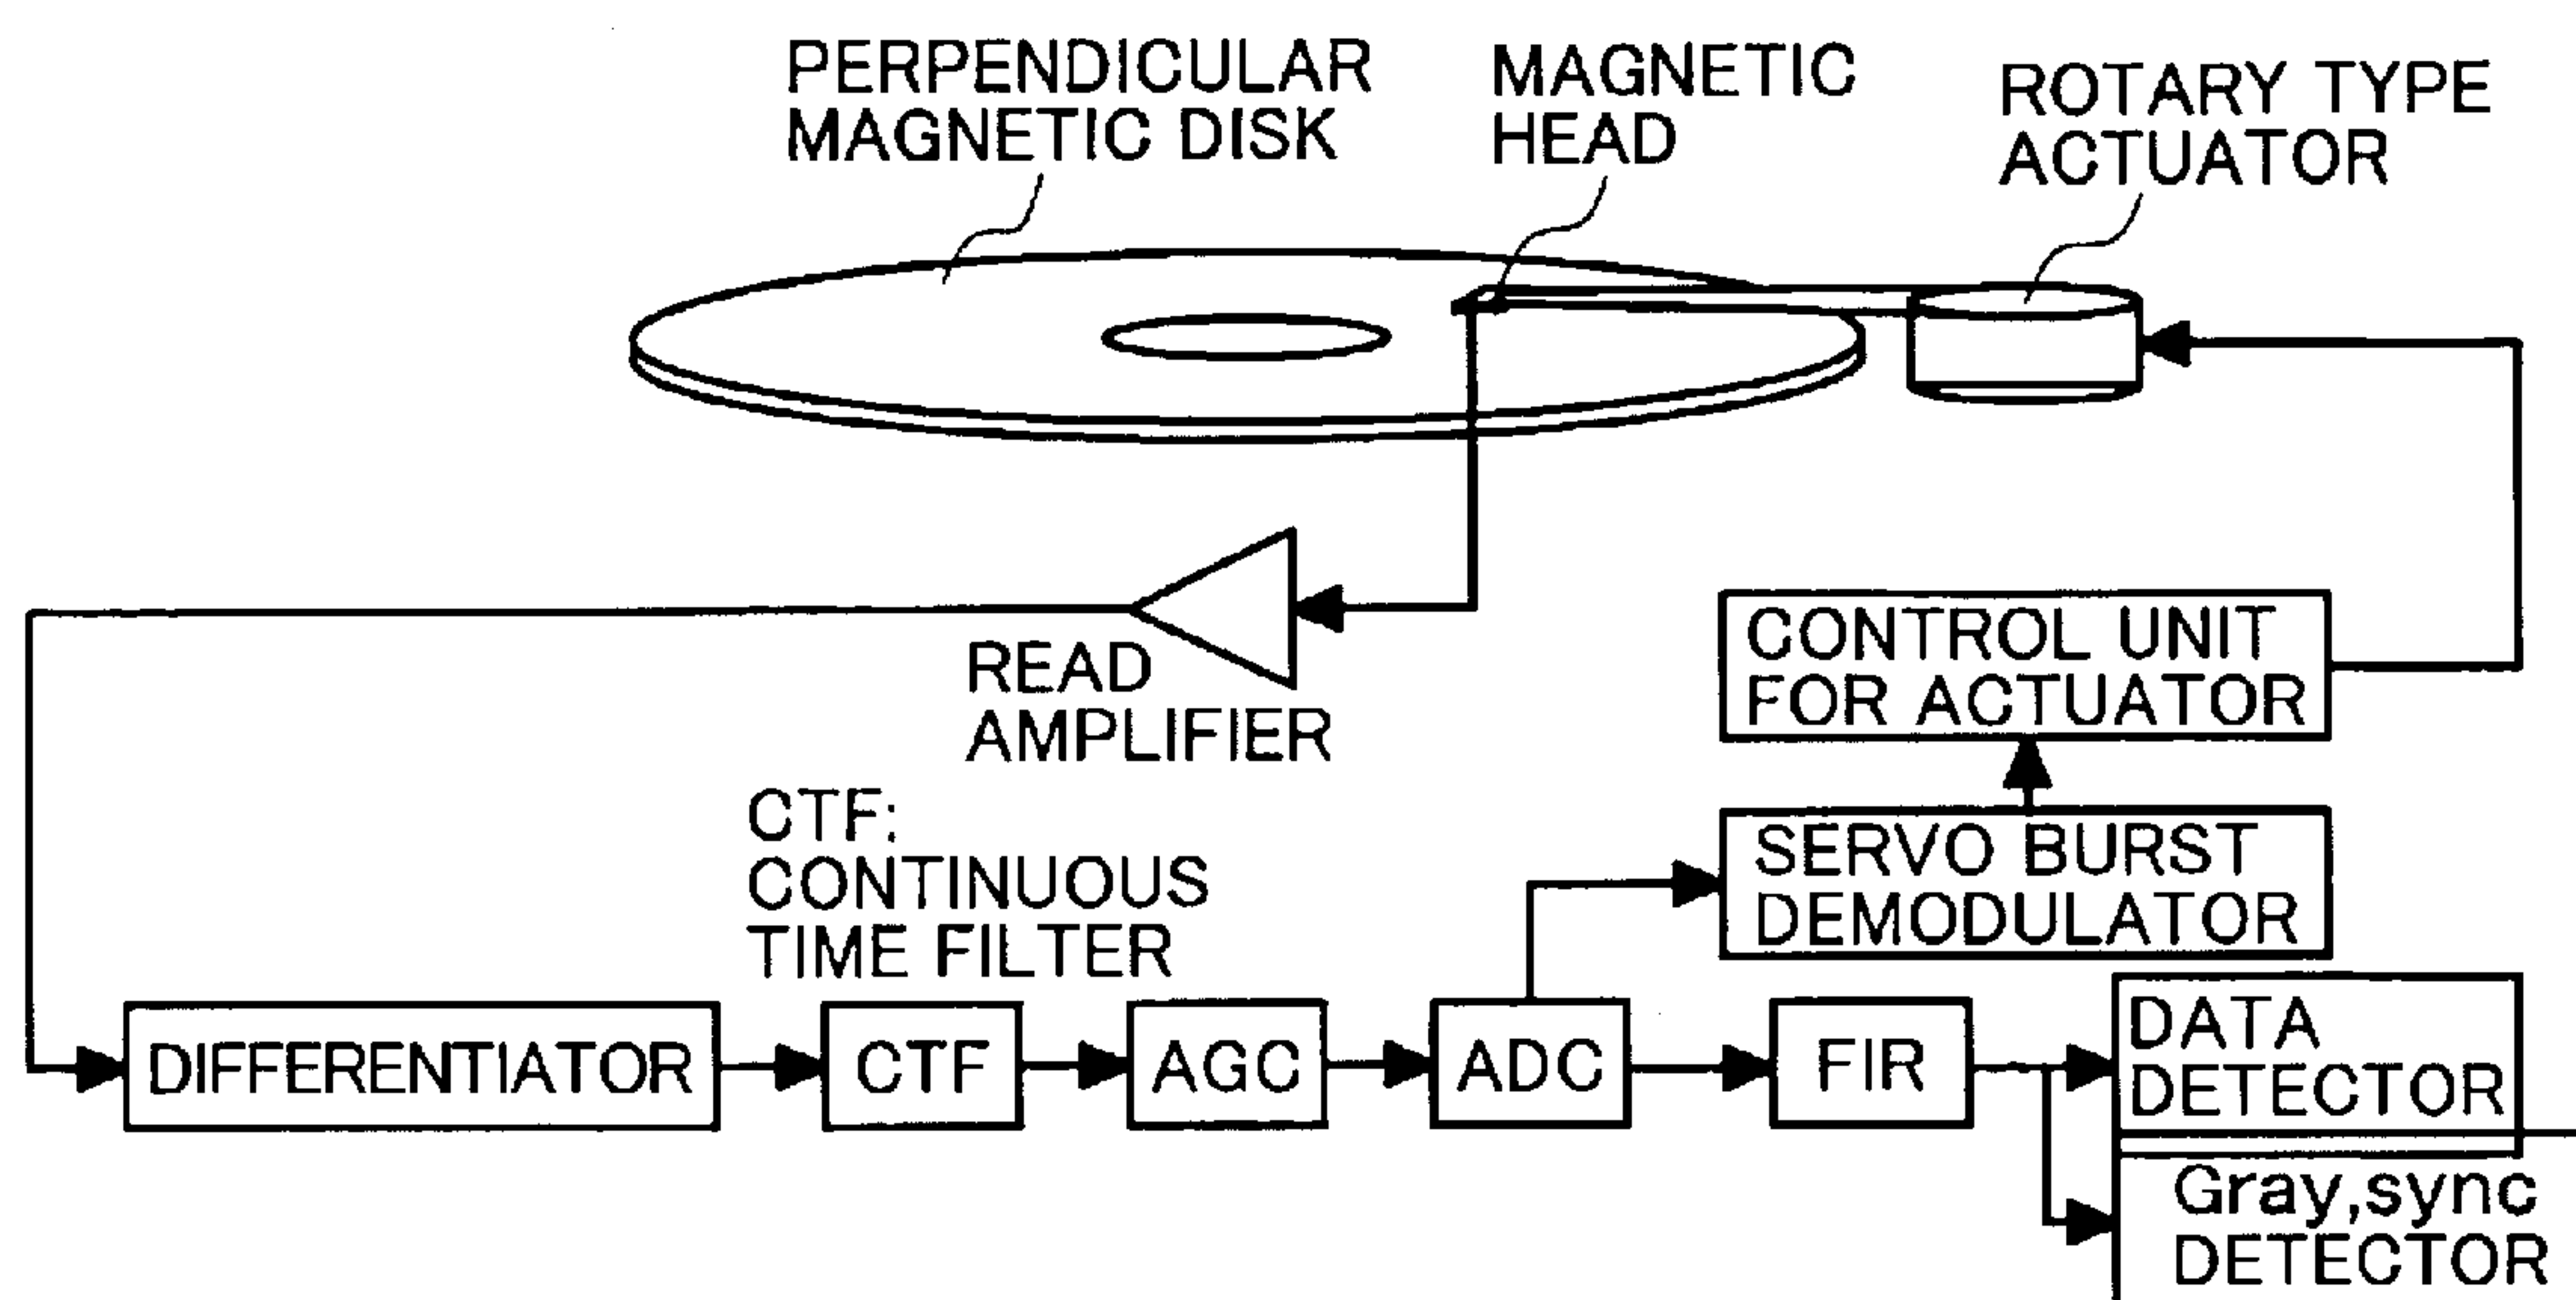 PERPENDICULAR
MAGNETIC DISK
MAGNETIC
HEAD
ROTARY TYPE
ACTUATOR
READ
AMPLIFIER
CONTROL UNIT
FOR ACTUATOR
CTF:
CONTINUOUS
TIME FILTER
SERVO BURST
DEMODULATOR
DIFFERENTIATOR
CTF
AGC
ADC
FIR
DATA
DETECTOR
Gray,sync
DETECTOR